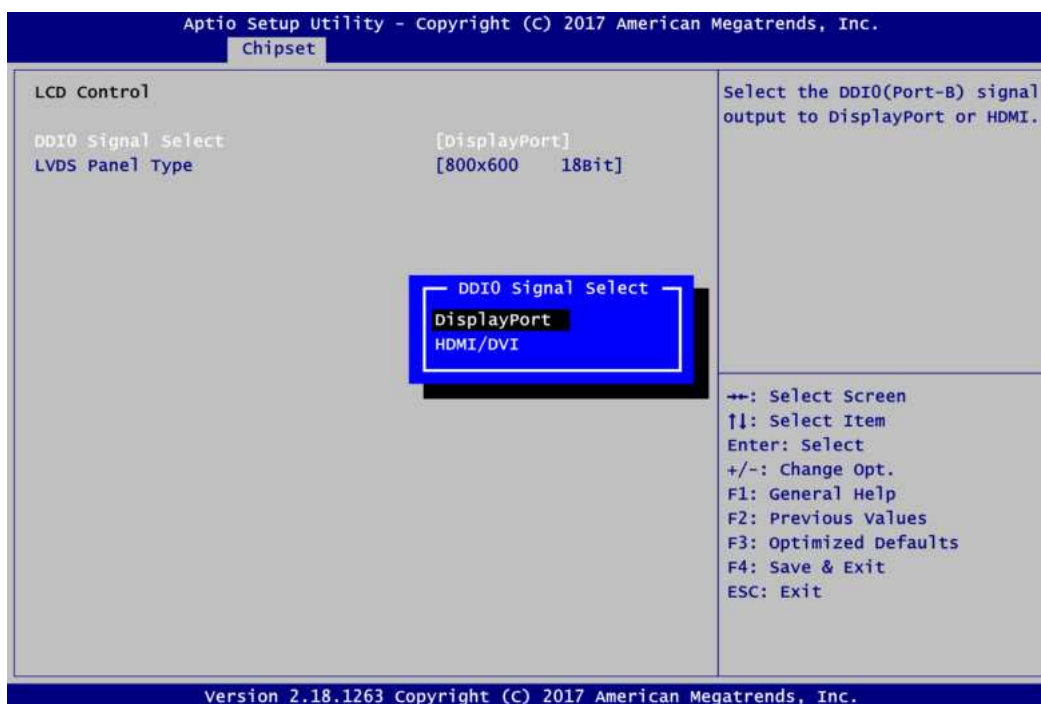 Aptio Setup Utility - Copyright (C) 2017 American Megatrends, Inc.
Chipset
LCD Control
DDI0 Signal Select [DisplayPort]
LVDS Panel Type [800x600 18Bit]
DDI0 Signal Select
DisplayPort
HDMI/DVI
Select the DDI0(Port-B) signal
output to DisplayPort or HDMI.
→←: Select Screen
↑↓: Select Item
Enter: Select
+/-: Change Opt.
F1: General Help
F2: Previous Values
F3: Optimized Defaults
F4: Save & Exit
ESC: Exit
Version 2.18.1263 Copyright (C) 2017 American Megatrends, Inc.